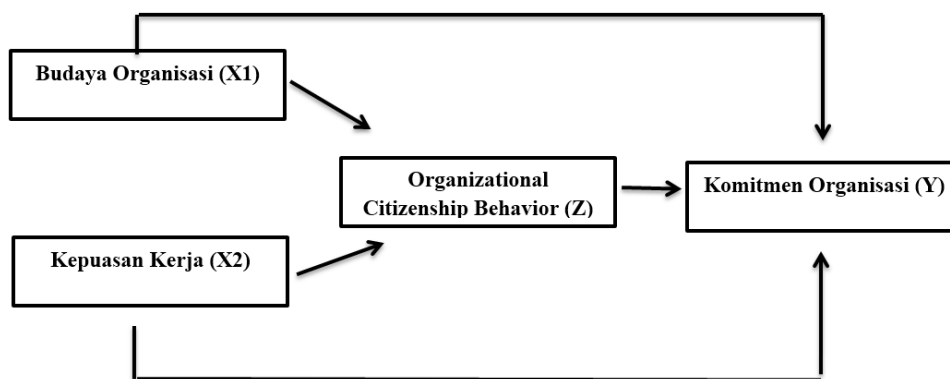 Budaya Organisasi (X1)
Organizational
Citizenship Behavior (Z)
Komitmen Organisasi (Y)
Kepuasan Kerja (X2)